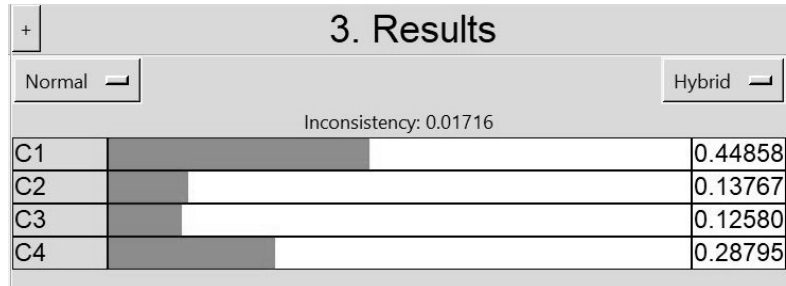 +
3. Results
Normal
Hybrid
Inconsistency: 0.01716
C1 0.44858
C2 0.13767
C3 0.12580
C4 0.28795